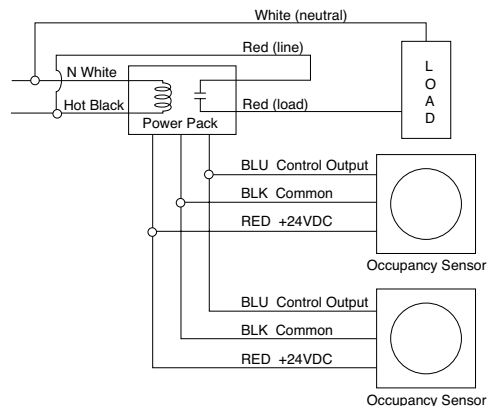 White (neutral)
Red (line)
N White
Hot Black
Red (load)
Power Pack
LOAD
BLU Control Output
BLK Common
RED +24VDC
Occupancy Sensor
BLU Control Output
BLK Common
RED +24VDC
Occupancy Sensor